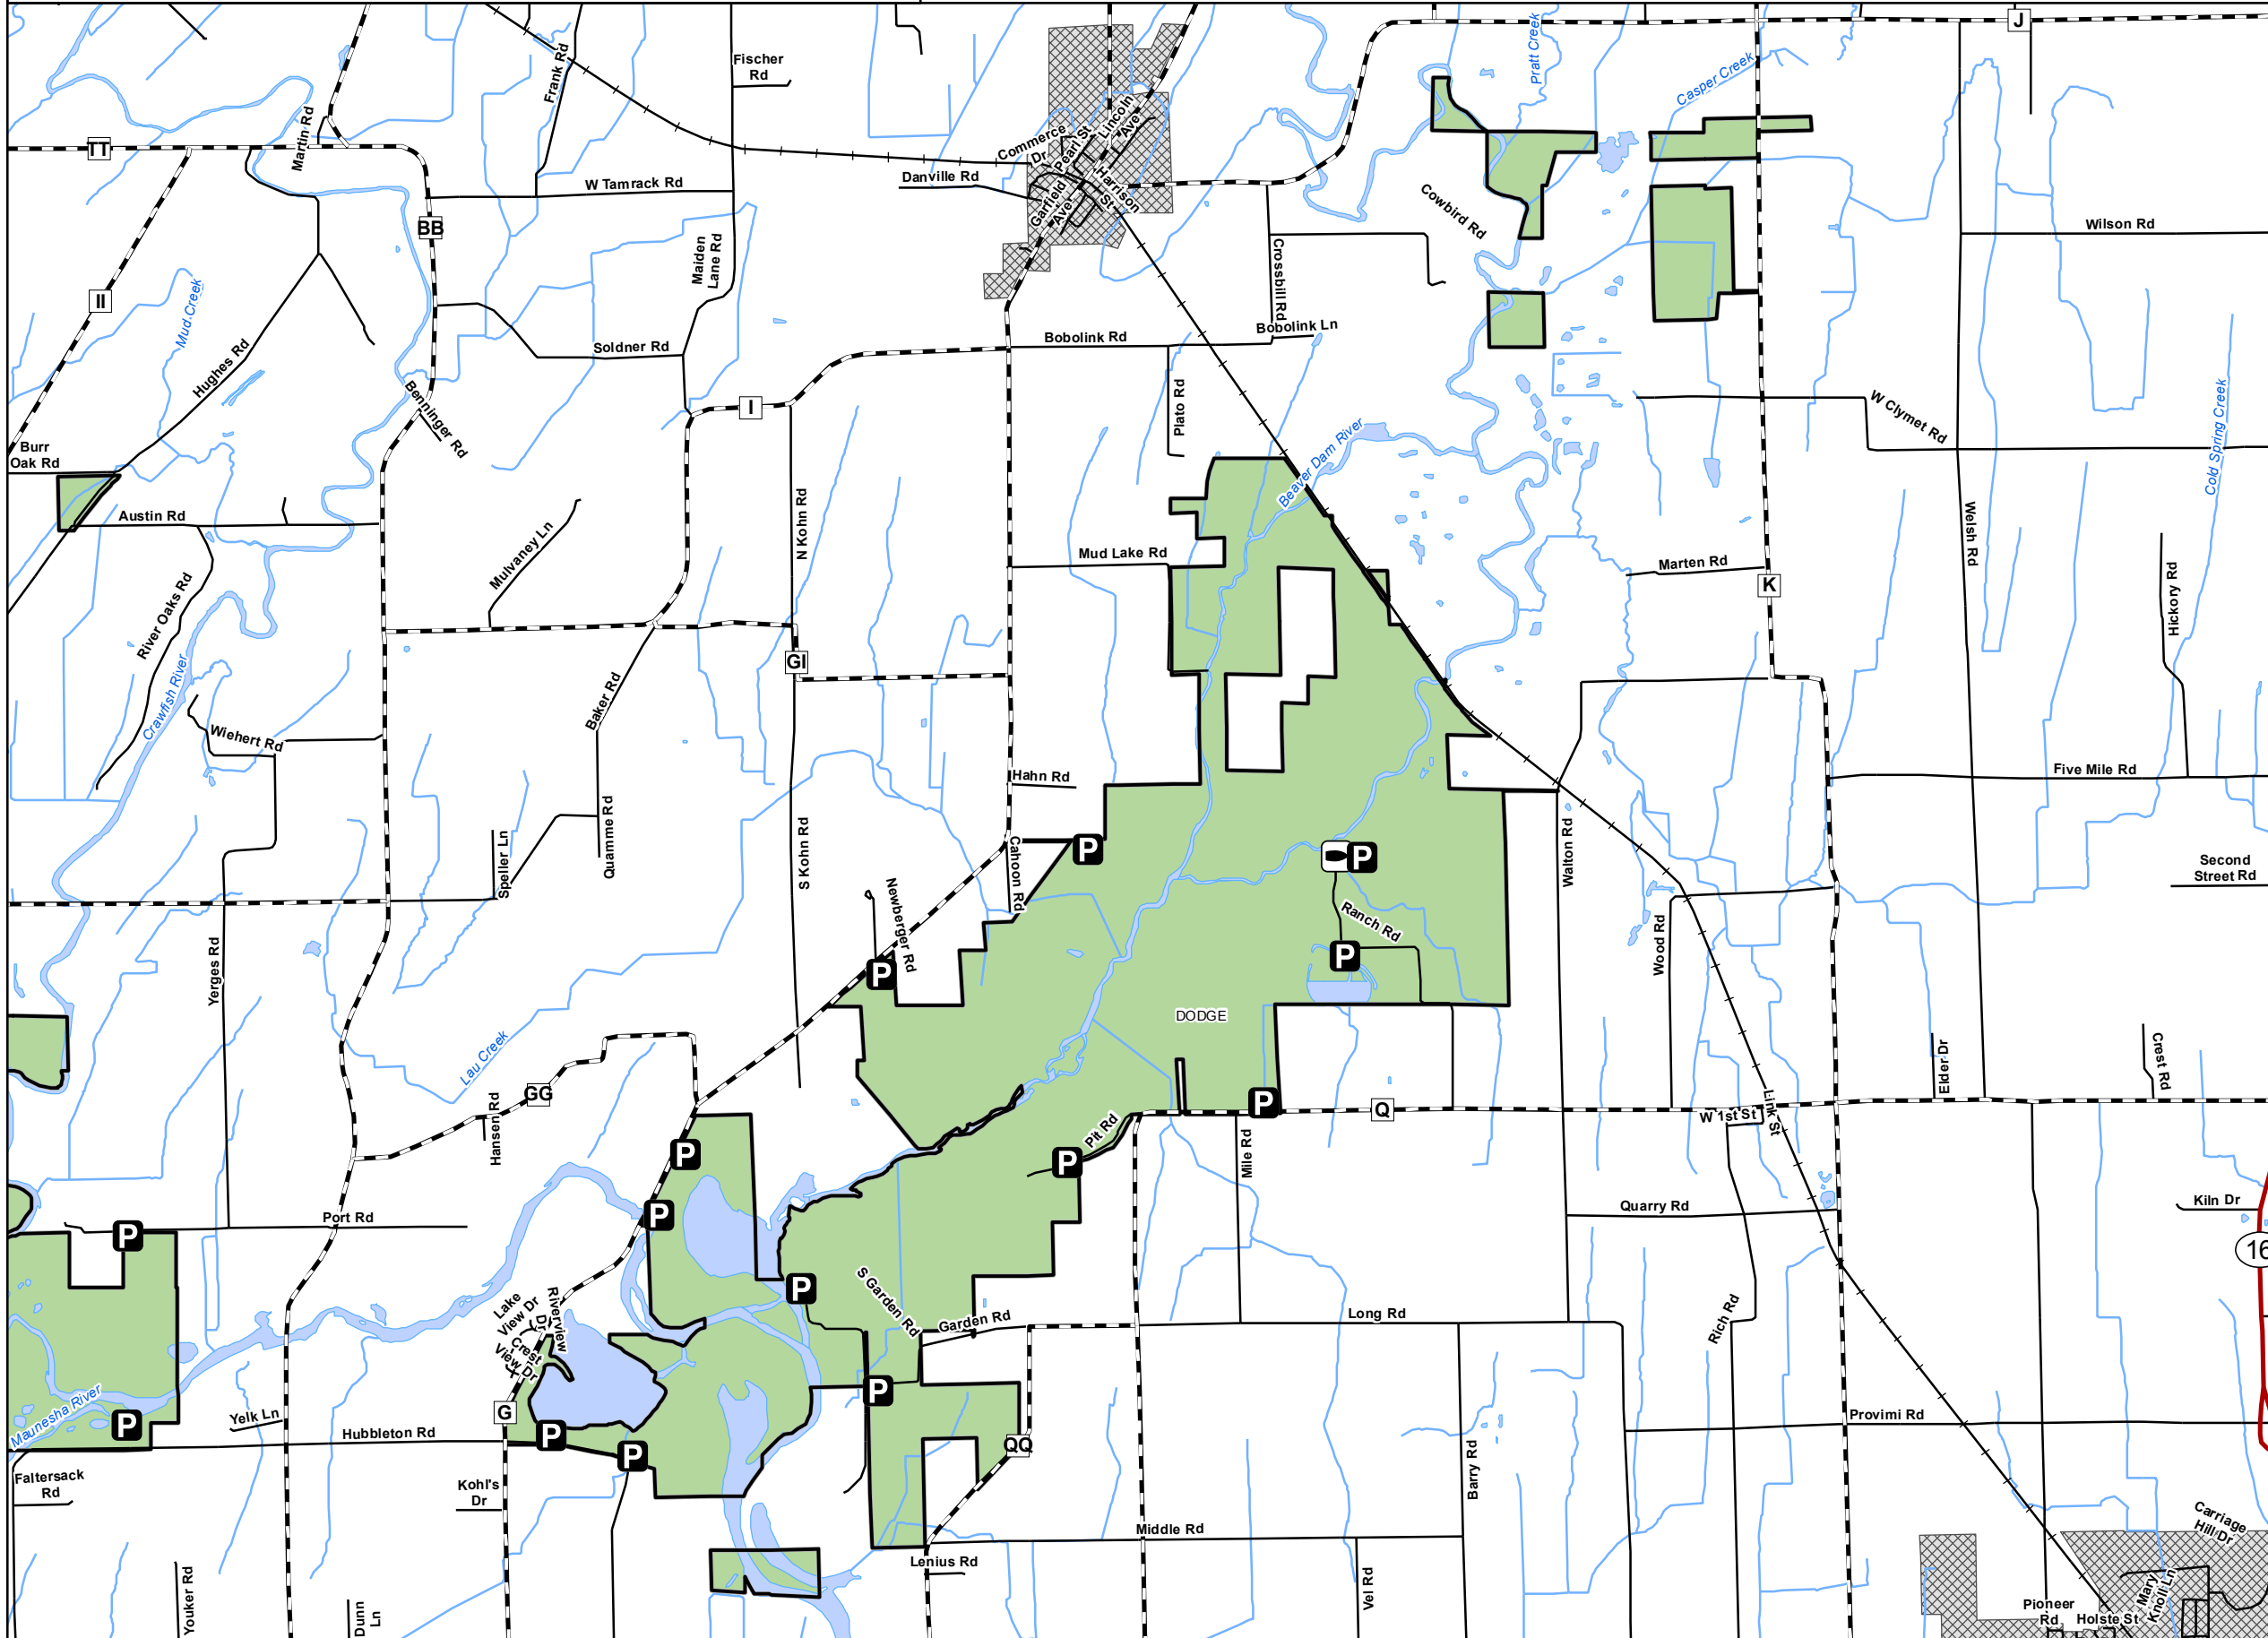 J
Pratt Creek
Casper Creek
Fischer
Rd
Frank Rd
Martin Rd
TT
Commerce
Dr
Pearl St
Lincoln
Ave
Danville Rd
Garfield
Ave
Harrison
St
W Tamrack Rd
BB
Cowbird Rd
Wilson Rd
Maiden
Lane Rd
Crossbill Rd
II
Mud Creek
Hughes Rd
Soldner Rd
Bobolink Rd
Bobolink Ln
Benninger Rd
I
Plato Rd
W Clymet Rd
Cold Spring Creek
Burr
Oak Rd
Beaver Dam River
Austin Rd
N Kohn Rd
Mulvaney Ln
Mud Lake Rd
Marten Rd
Welsh Rd
K
Hickory Rd
River Oaks Rd
Crawfish River
GI
Baker Rd
Wiehert Rd
Hahn Rd
Five Mile Rd
Quamme Rd
Speller Ln
S Kohn Rd
Cahoon Rd
P
P
Walton Rd
Second
Street Rd
Newberger Rd
Ranch Rd
Yerges Rd
Wood Rd
P
P
DODGE
Lau Creek
GG
Hansen Rd
P
Q
W 1st St
Link St
Elder Dr
Crest Rd
Pit Rd
P
P
Mile Rd
Kiln Dr
Quarry Rd
P
Port Rd
P
16
P
Lake
View Dr
Riverview
Dr
Crest
View Dr
S Garden Rd
Garden Rd
Long Rd
Rich Rd
P
Maunesha River
P
Yelk Ln
G
Hubbleton Rd
P
P
QQ
Provimi Rd
Barry Rd
Faltersack
Rd
Kohl's
Dr
Middle Rd
Carriage
Hill Dr
Lenius Rd
Youker Rd
Dunn
Ln
Vel Rd
Mary
Knoll Ln
Pioneer
Rd
Holste St